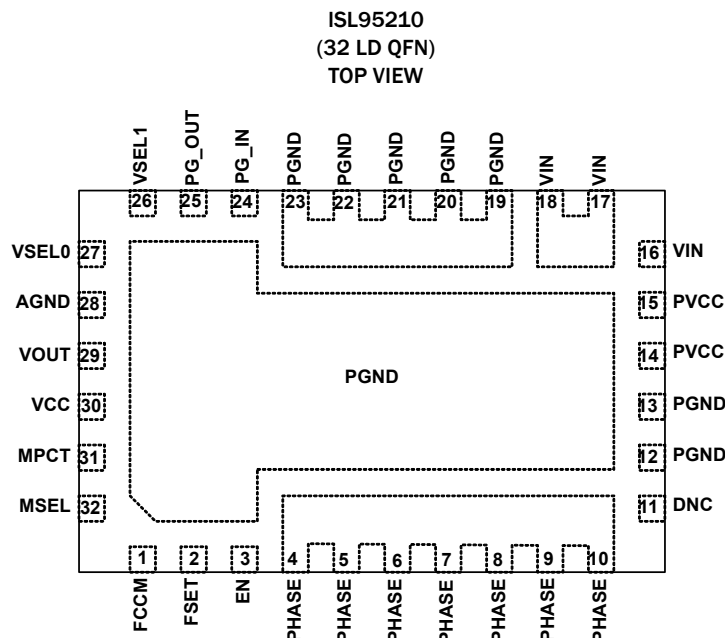 ISL95210
(32 LD QFN)
TOP VIEW
VSEL1
PG_OUT
PG_IN
PGND
PGND
PGND
PGND
PGND
VIN
VIN
26
25
24
23
22
21
20
19
18
17
VSEL0 27
16 VIN
AGND 28
15 PVCC
VOUT 29
14 PVCC
PGND
VCC 30
13 PGND
MPCT 31
12 PGND
MSEL 32
11 DNC
1
2
3
4
5
6
7
8
9
10
FCCM
FSET
EN
PHASE
PHASE
PHASE
PHASE
PHASE
PHASE
PHASE